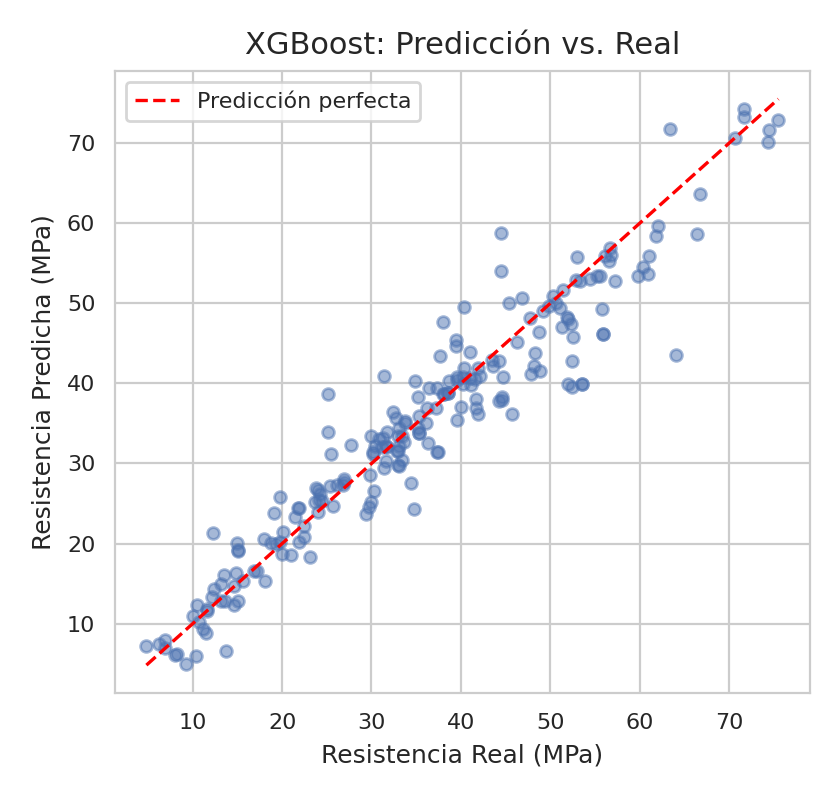 XGBoost: Predicción vs. Real
Predicción perfecta
Resistencia Predicha (MPa)
70
60
50
40
30
20
10
10 20 30 40 50 60 70
Resistencia Real (MPa)